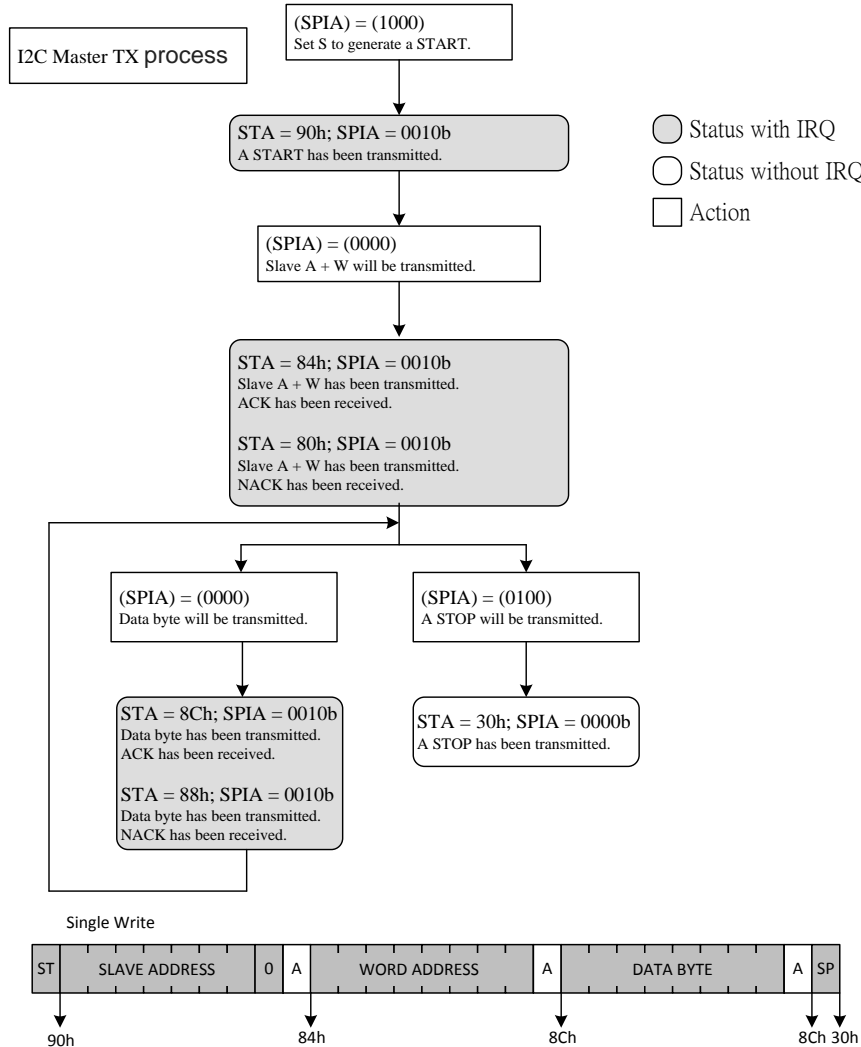 I2C Master TX process
(SPIA) = (1000)
Set S to generate a START.
STA = 90h; SPIA = 0010b
A START has been transmitted.
Status with IRQ
Status without IRQ
Action
(SPIA) = (0000)
Slave A + W will be transmitted.
STA = 84h; SPIA = 0010b
Slave A + W has been transmitted.
ACK has been received.
STA = 80h; SPIA = 0010b
Slave A + W has been transmitted.
NACK has been received.
(SPIA) = (0000)
Data byte will be transmitted.
(SPIA) = (0100)
A STOP will be transmitted.
STA = 8Ch; SPIA = 0010b
Data byte has been transmitted.
ACK has been received.
STA = 88h; SPIA = 0010b
Data byte has been transmitted.
NACK has been received.
STA = 30h; SPIA = 0000b
A STOP has been transmitted.
Single Write
ST SLAVE ADDRESS 0 A WORD ADDRESS A DATA BYTE A SP
90h 84h 8Ch 8Ch 30h